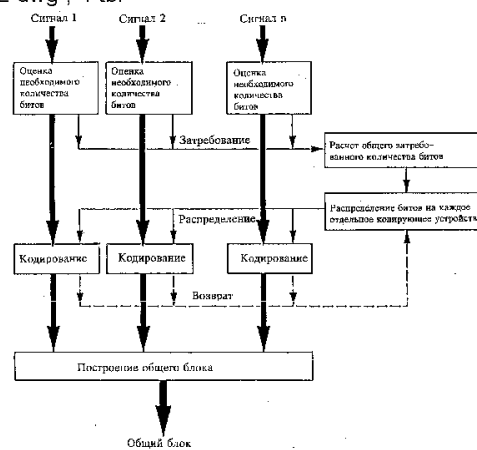 Сигнал 1 Сигнал 2 Сигнал n
Оценка
необходимого
количества
битов
Оценка
необходимого
количества
битов
Оценка
необходимого
количества
битов
Затребование
Расчет общего затребо-
ванного количества битов
Распределение битов на каждое
отдельное кодирующее устройств
Распределение
Кодирование Кодирование Кодирование
Возврат
Построение общего блока
Общий блок